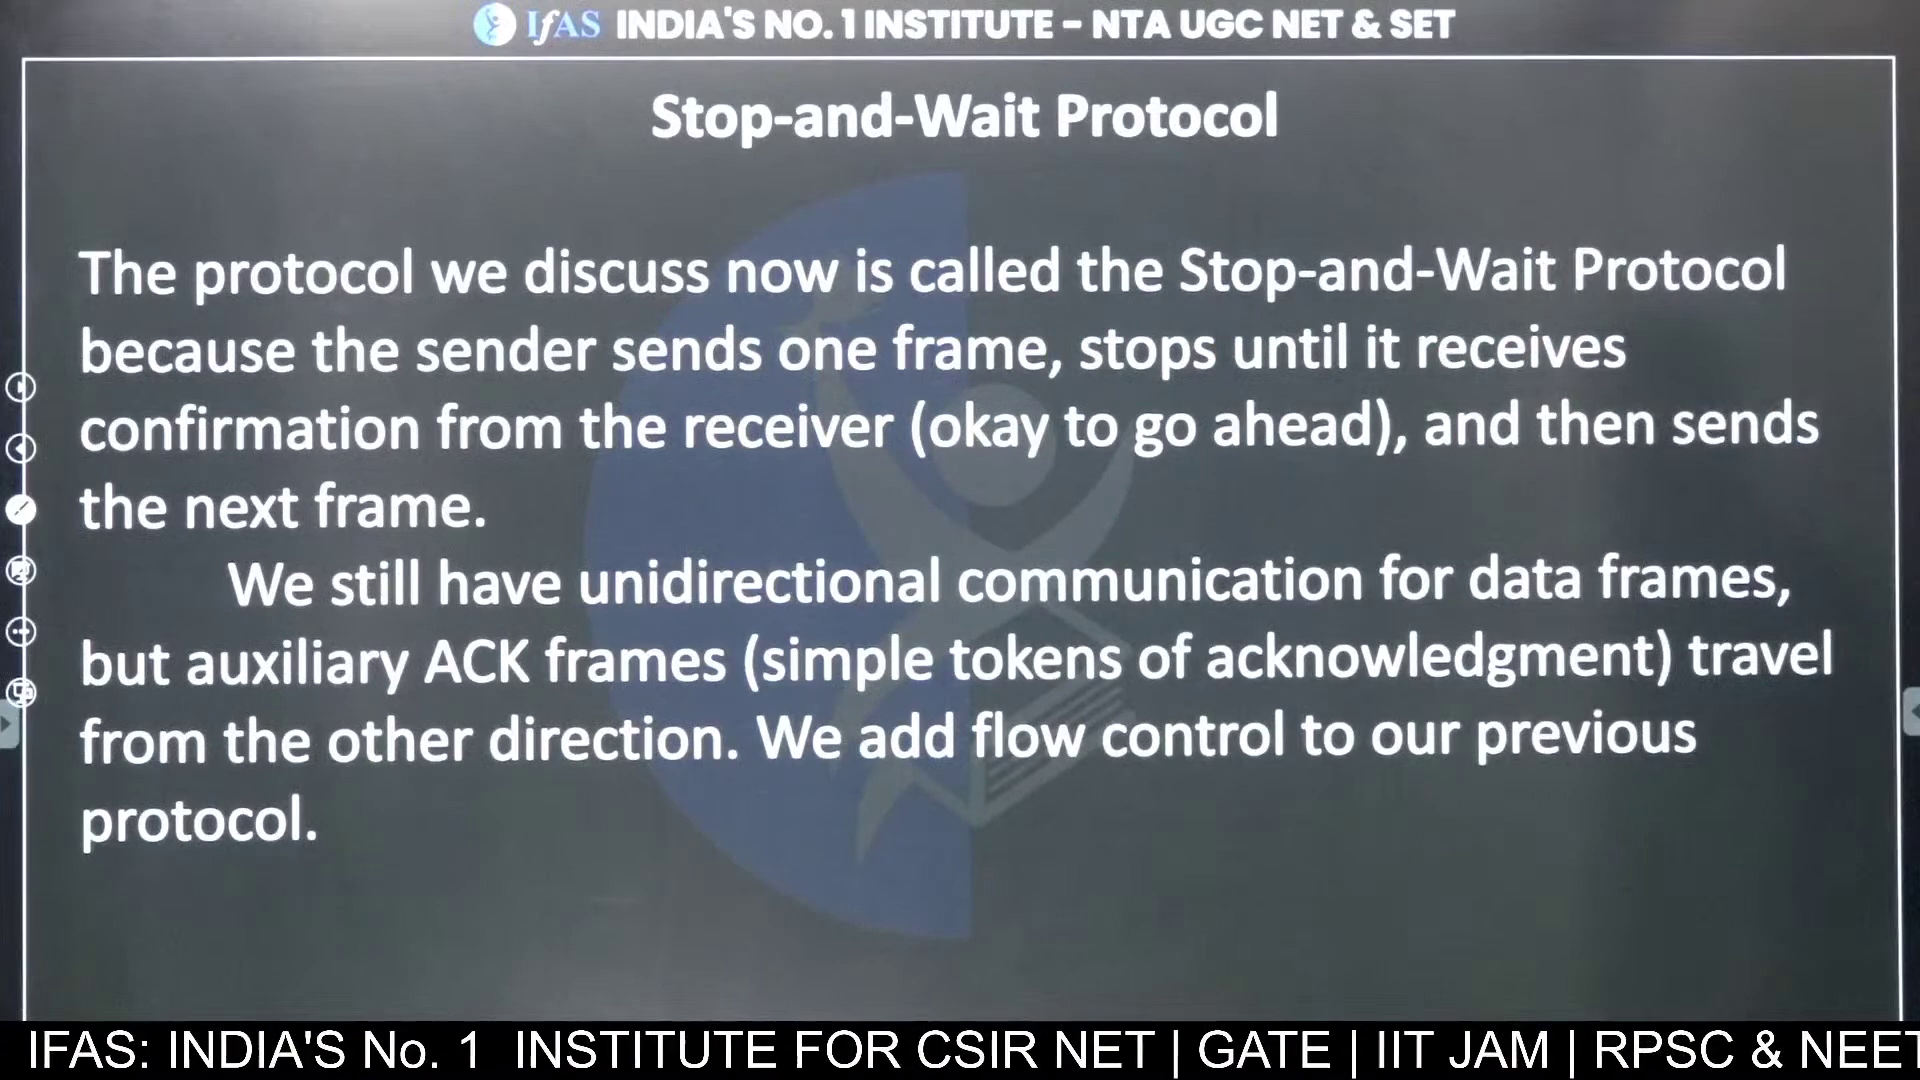 IfAS INDIA'S NO. 1 INSTITUTE – NTA UGC NET & SET
Stop-and-Wait Protocol
The protocol we discuss now is called the Stop-and-Wait Protocol
because the sender sends one frame, stops until it receives
confirmation from the receiver (okay to go ahead), and then sends
the next frame.
We still have unidirectional communication for data frames,
but auxiliary ACK frames (simple tokens of acknowledgment) travel
from the other direction. We add flow control to our previous
protocol.
IFAS: INDIA'S No. 1 INSTITUTE FOR CSIR NET | GATE | IIT JAM | RPSC & NEET